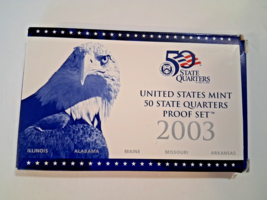 50
STATE
QUARTERS
UNITED STATES MINT
50 STATE QUARTERS
PROOF SET™
2003
ILLINOIS ALABAMA MAINE MISSOURI ARKANSAS